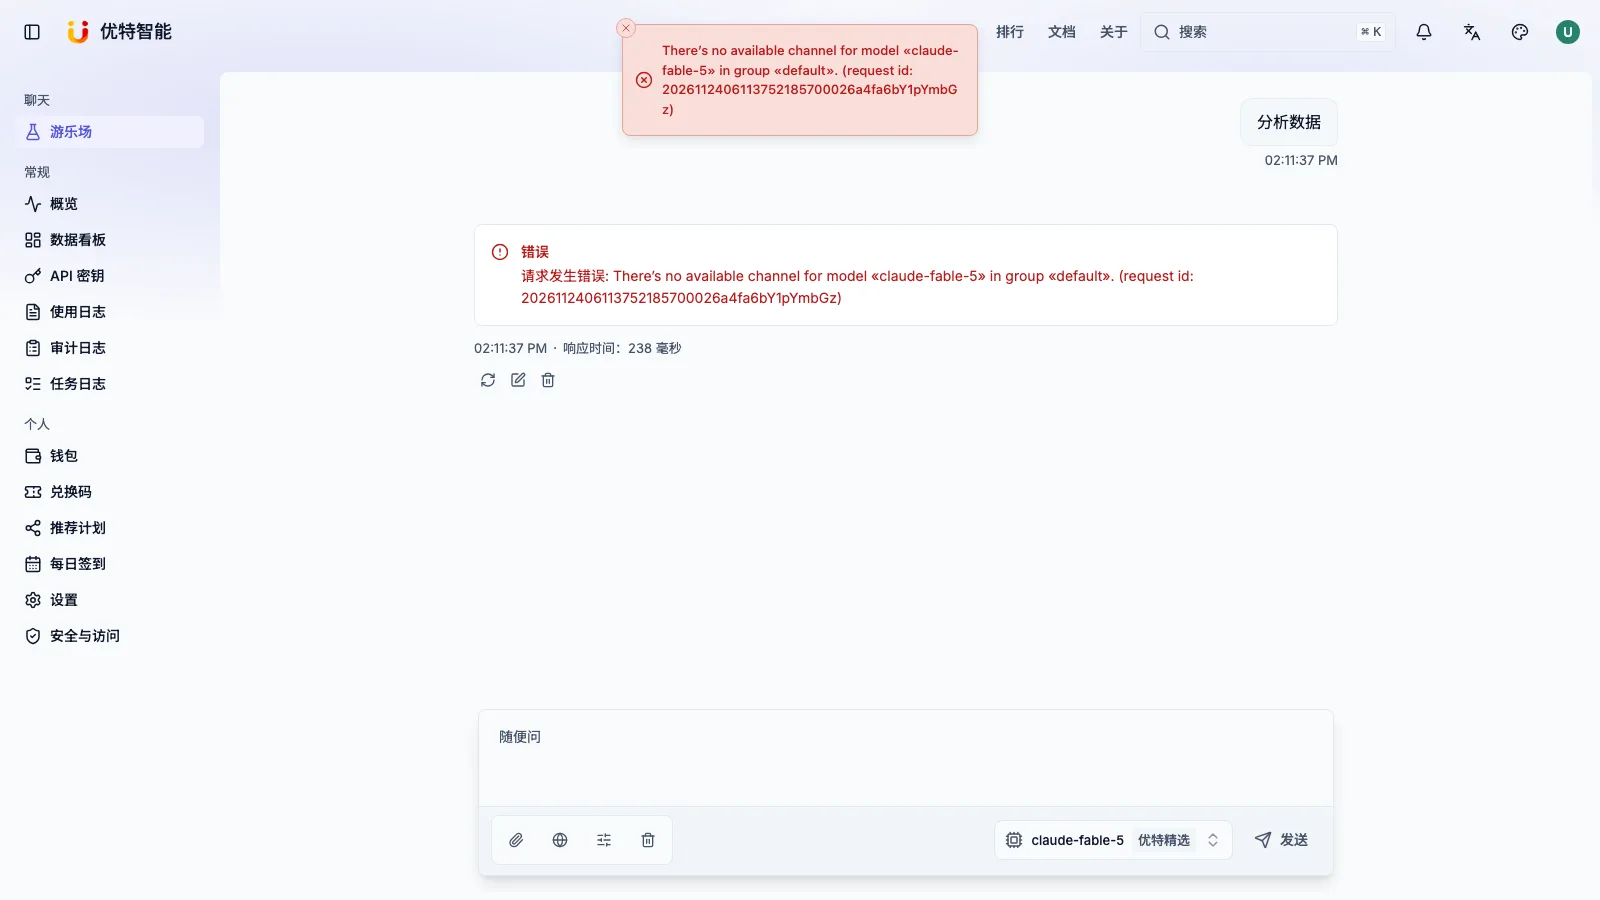 优特智能
There's no available channel for model «claude-
fable-5» in group «default». (request id:
2026112406113752185700026a4fa6bY1pYmbG
z)
排行
文档
关于
搜索
⌘ K
U
聊天
游乐场
常规
概览
数据看板
API 密钥
使用日志
审计日志
任务日志
个人
钱包
兑换码
推荐计划
每日签到
设置
安全与访问
分析数据
02:11:37 PM
错误
请求发生错误: There's no available channel for model «claude-fable-5» in group «default». (request id:
2026112406113752185700026a4fa6bY1pYmbGz)
02:11:37 PM · 响应时间：238 毫秒
随便问
claude-fable-5 优特精选
发送